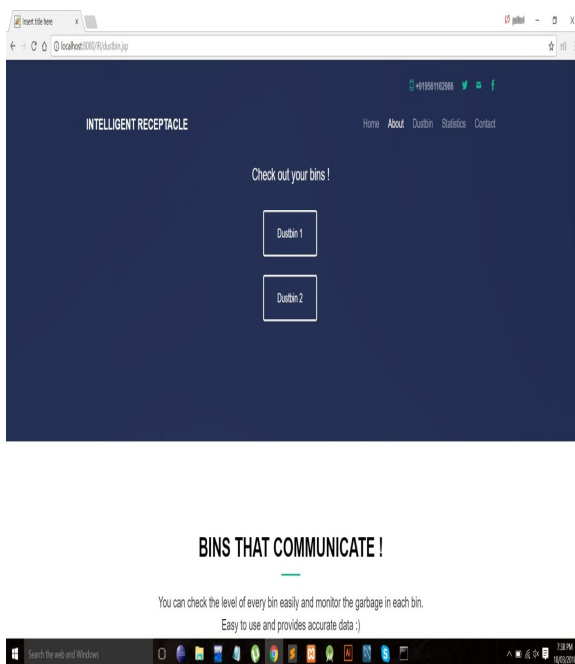 Insert title here
localhost:8080/IR/dustbin.jsp
+919561162986
INTELLIGENT RECEPTACLE
Home About Dustbin Statistics Contact
Check out your bins !
Dustbin 1
Dustbin 2
BINS THAT COMMUNICATE !
You can check the level of every bin easily and monitor the garbage in each bin.
Easy to use and provides accurate data :)
Search the web and Windows
7:38 PM